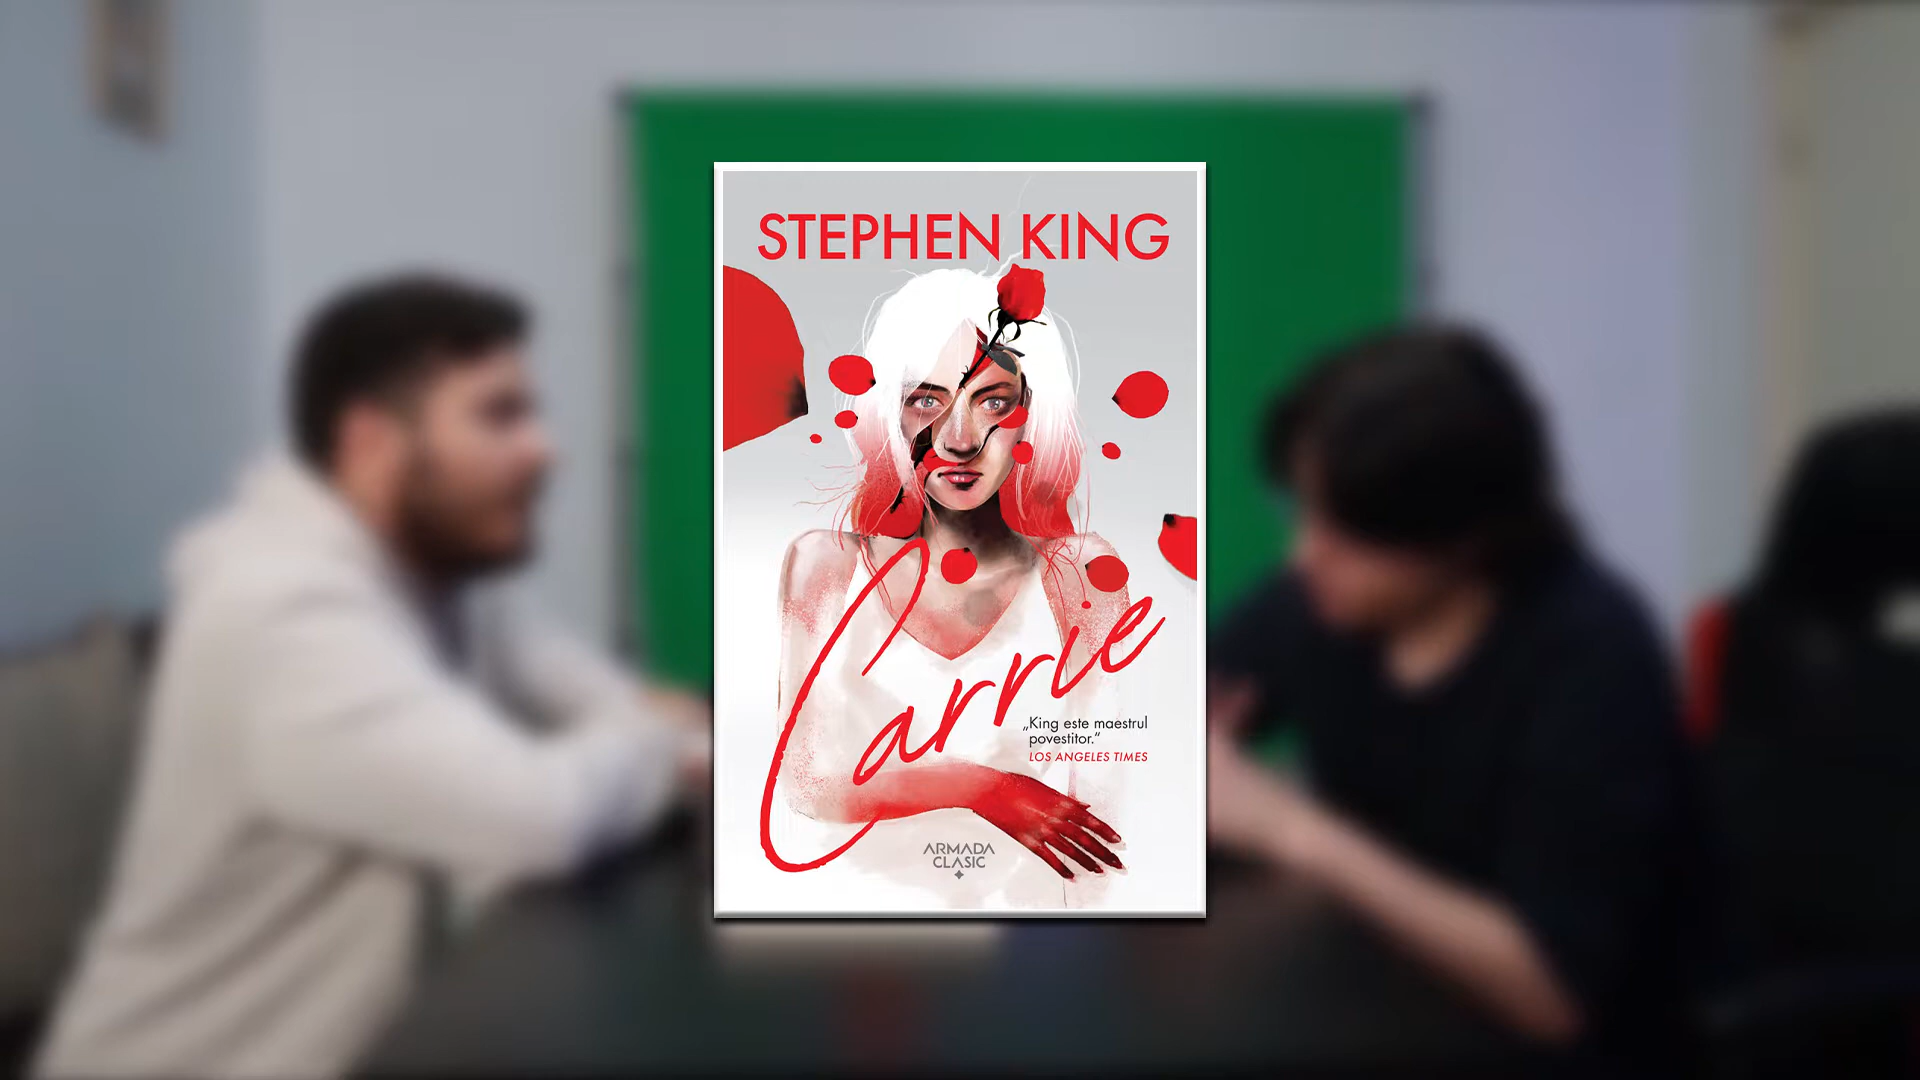 STEPHEN KING
Carrie
„King este maestrul
povestitor.”
LOS ANGELES TIMES
ARMADA
CLASIC